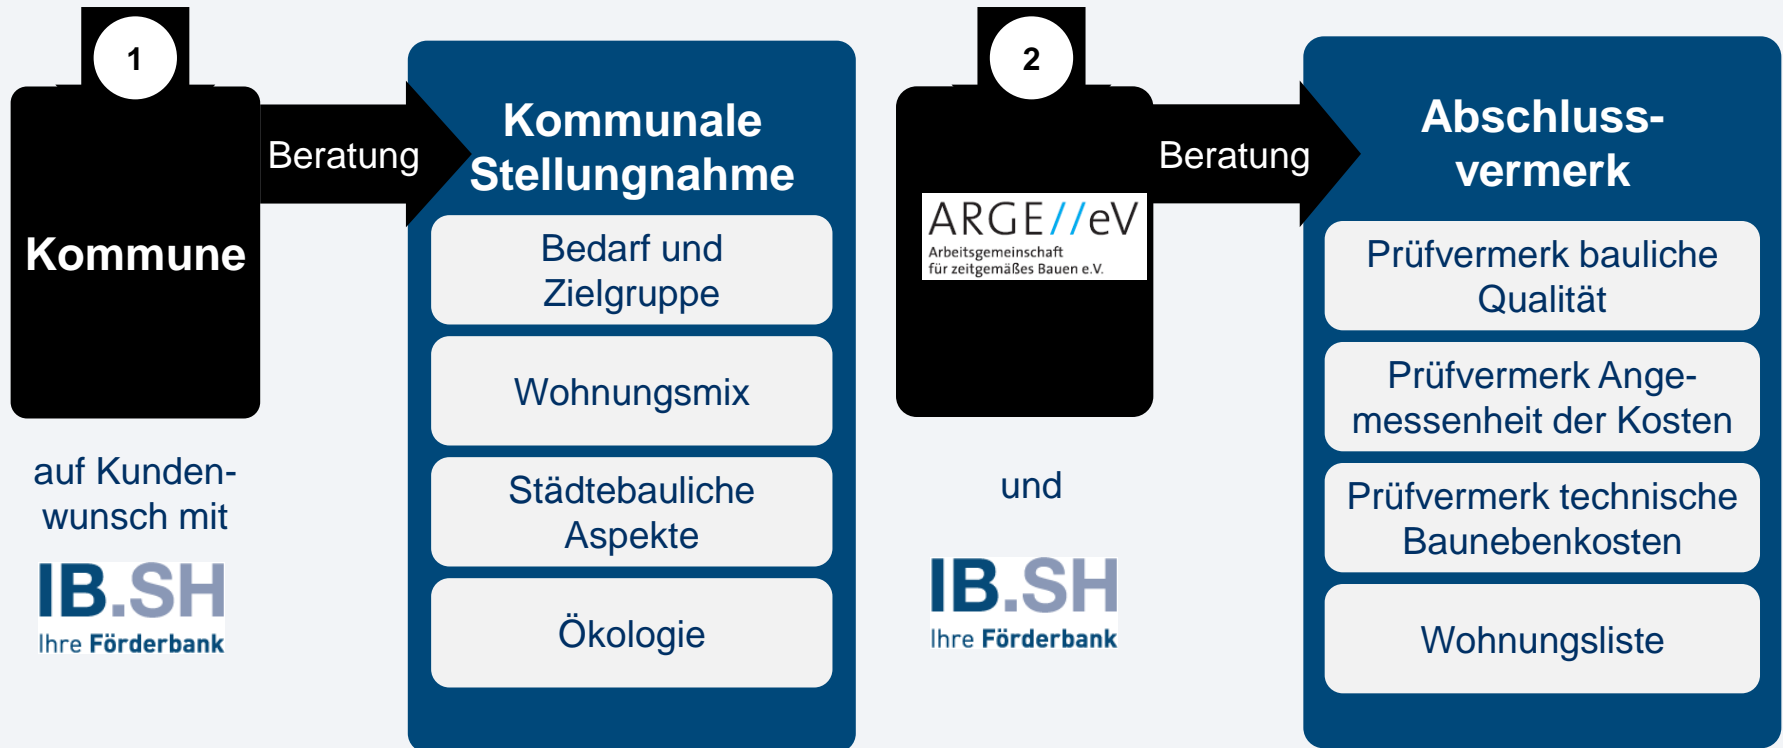 1
Kommune
auf Kunden-
wunsch mit
IB.SH
Ihre Förderbank
Beratung
Kommunale
Stellungnahme
Bedarf und
Zielgruppe
Wohnungsmix
Städtebauliche
Aspekte
Ökologie
2
ARGE//eV
Arbeitsgemeinschaft
für zeitgemäßes Bauen e.V.
und
IB.SH
Ihre Förderbank
Beratung
Abschluss-
vermerk
Prüfvermerk bauliche
Qualität
Prüfvermerk Ange-
messenheit der Kosten
Prüfvermerk technische
Baunebenkosten
Wohnungsliste